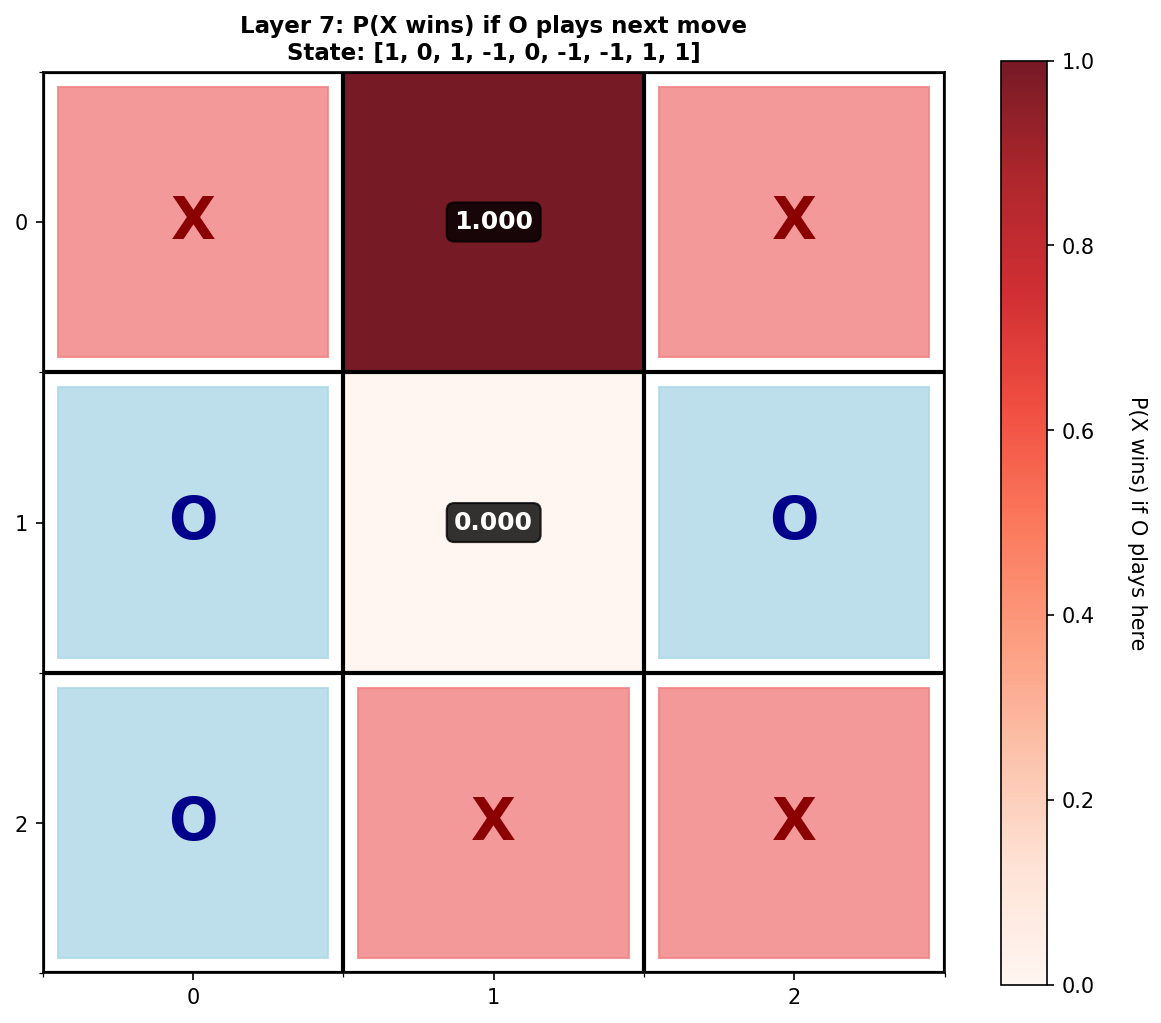 Layer 7: P(X wins) if O plays next move
State: [1, 0, 1, -1, 0, -1, -1, 1, 1]
0
X
1.000
X
1
O
0.000
O
2
O
X
X
0
1
2
1.0
0.8
0.6
0.4
0.2
0.0
P(X wins) if O plays here